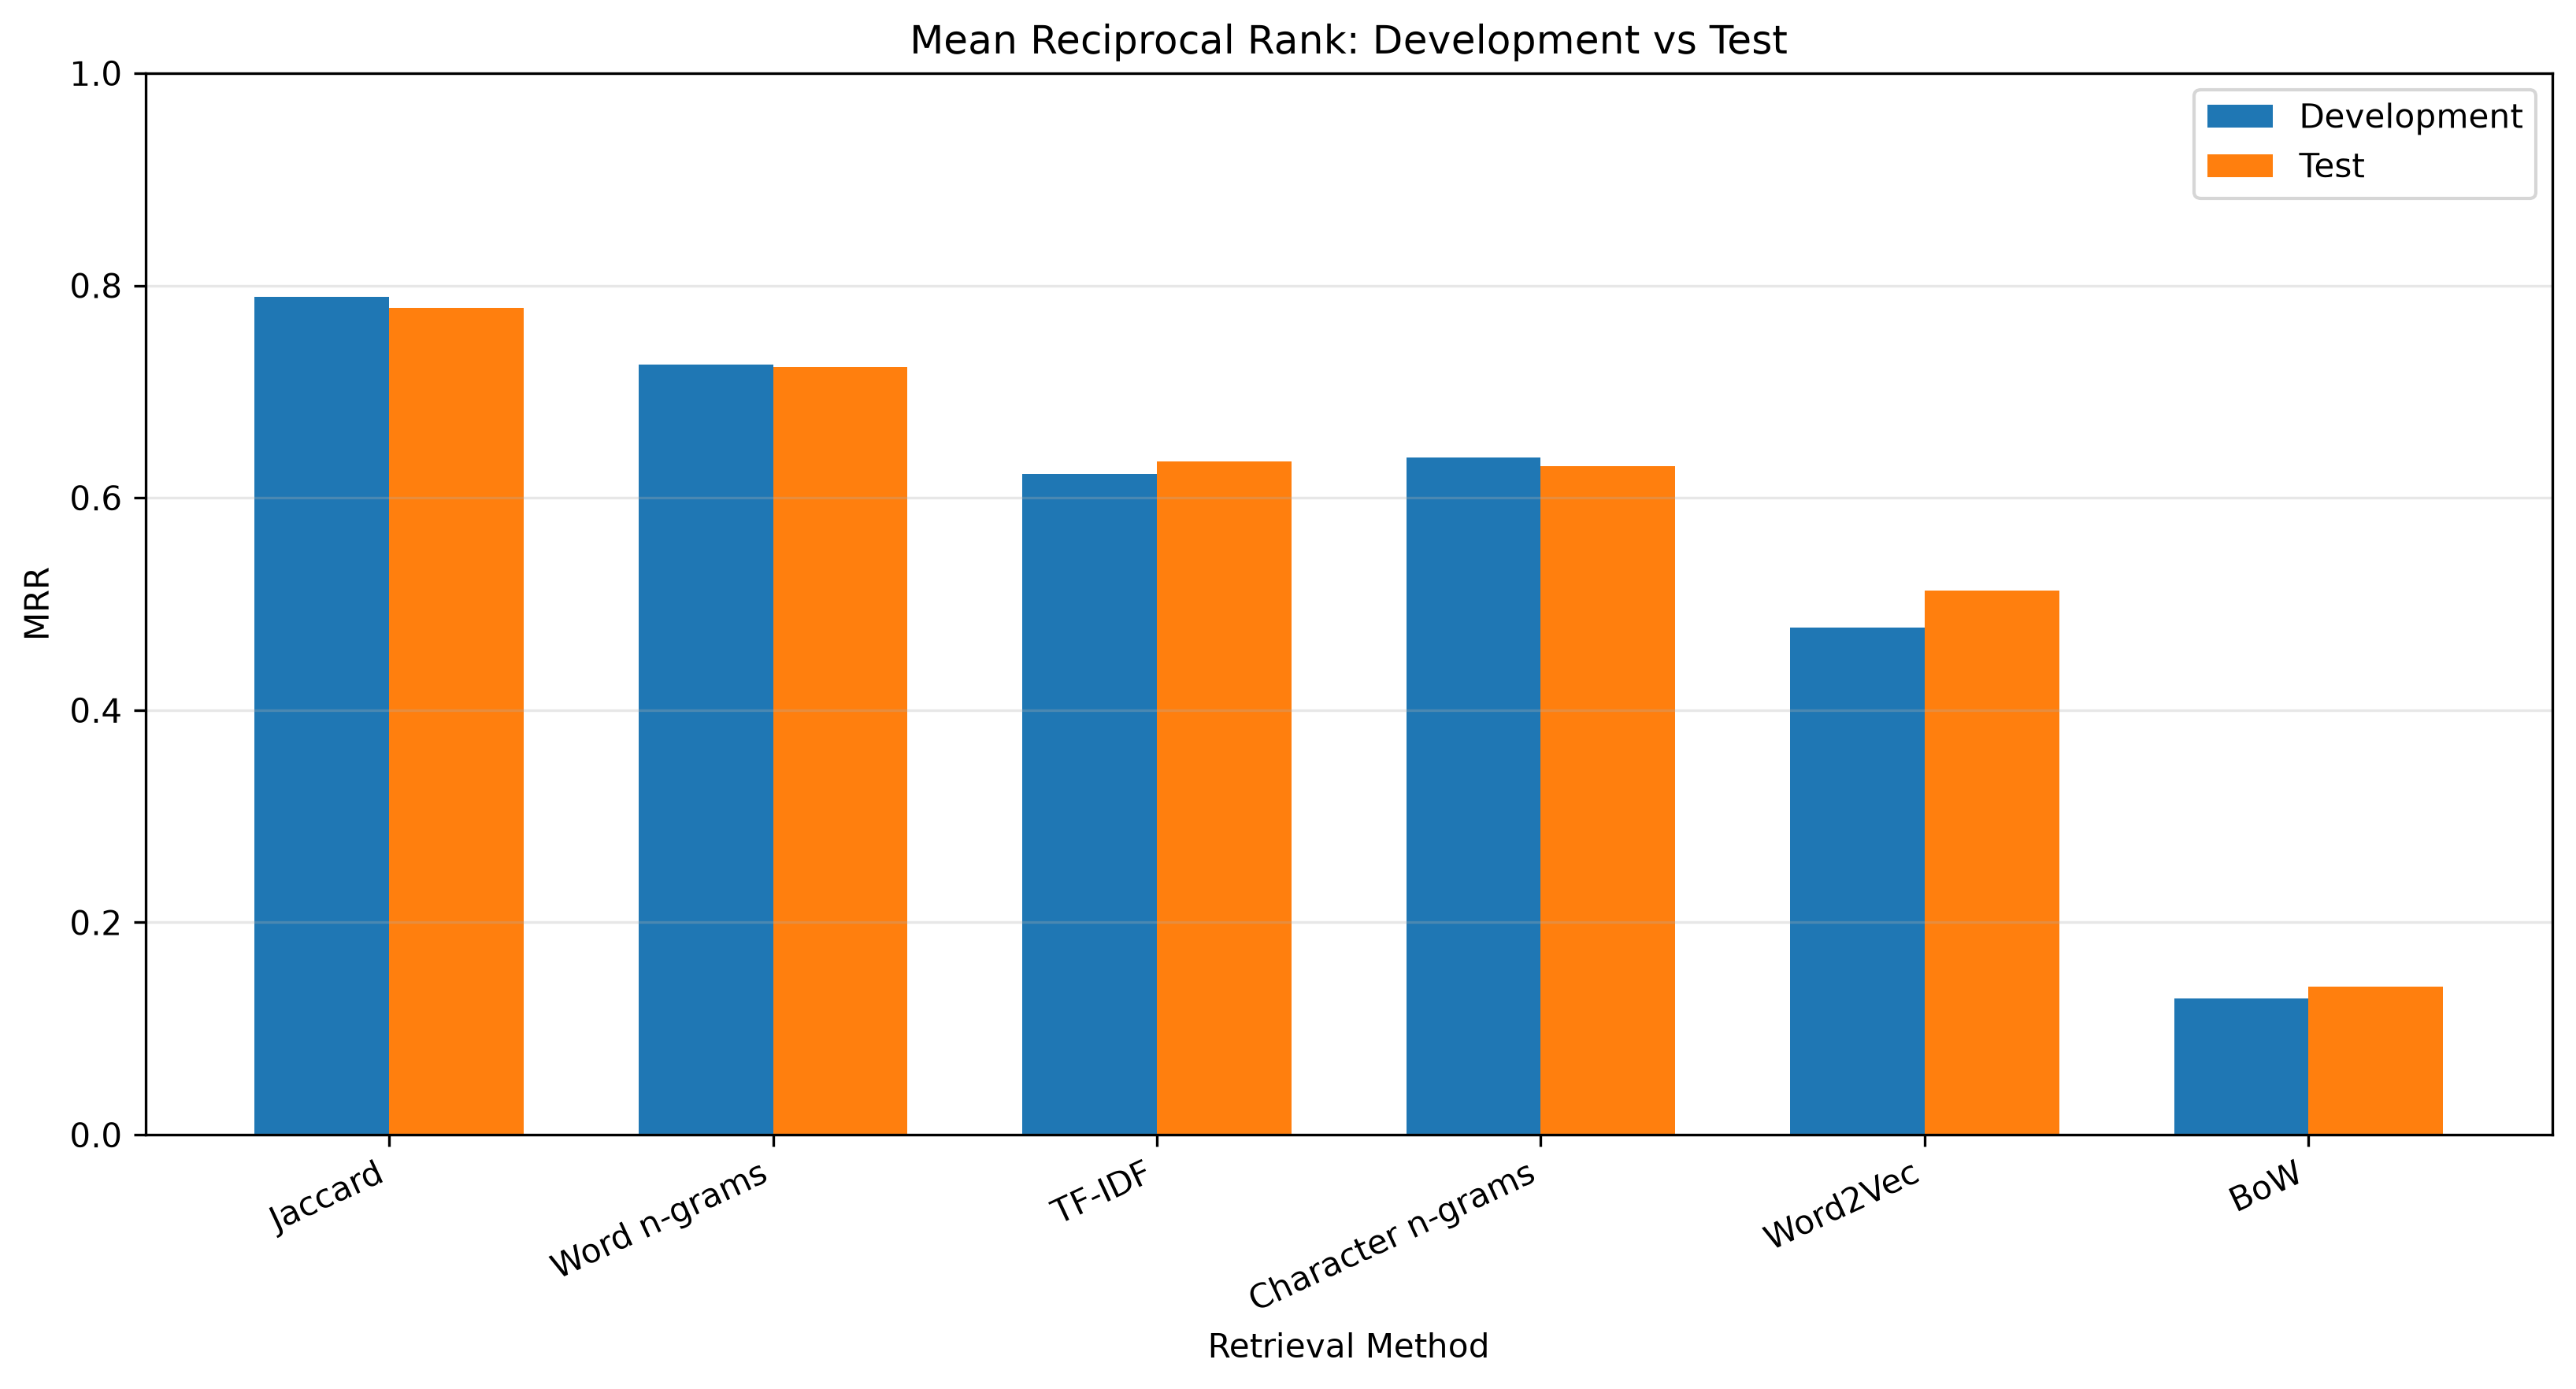 Mean Reciprocal Rank: Development vs Test
1.0
0.8
0.6
0.4
0.2
0.0
MRR
Development
Test
Jaccard
Word n-grams
TF-IDF
Character n-grams
Word2Vec
BoW
Retrieval Method